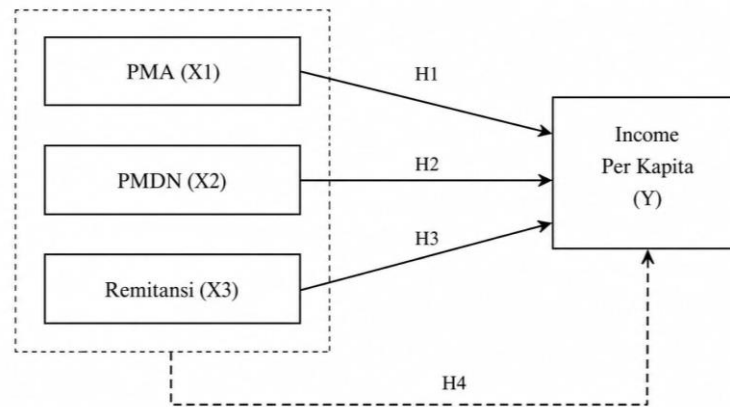 PMA (X1)
H1
PMDN (X2)
H2
Income
Per Kapita
(Y)
H3
Remitansi (X3)
H4